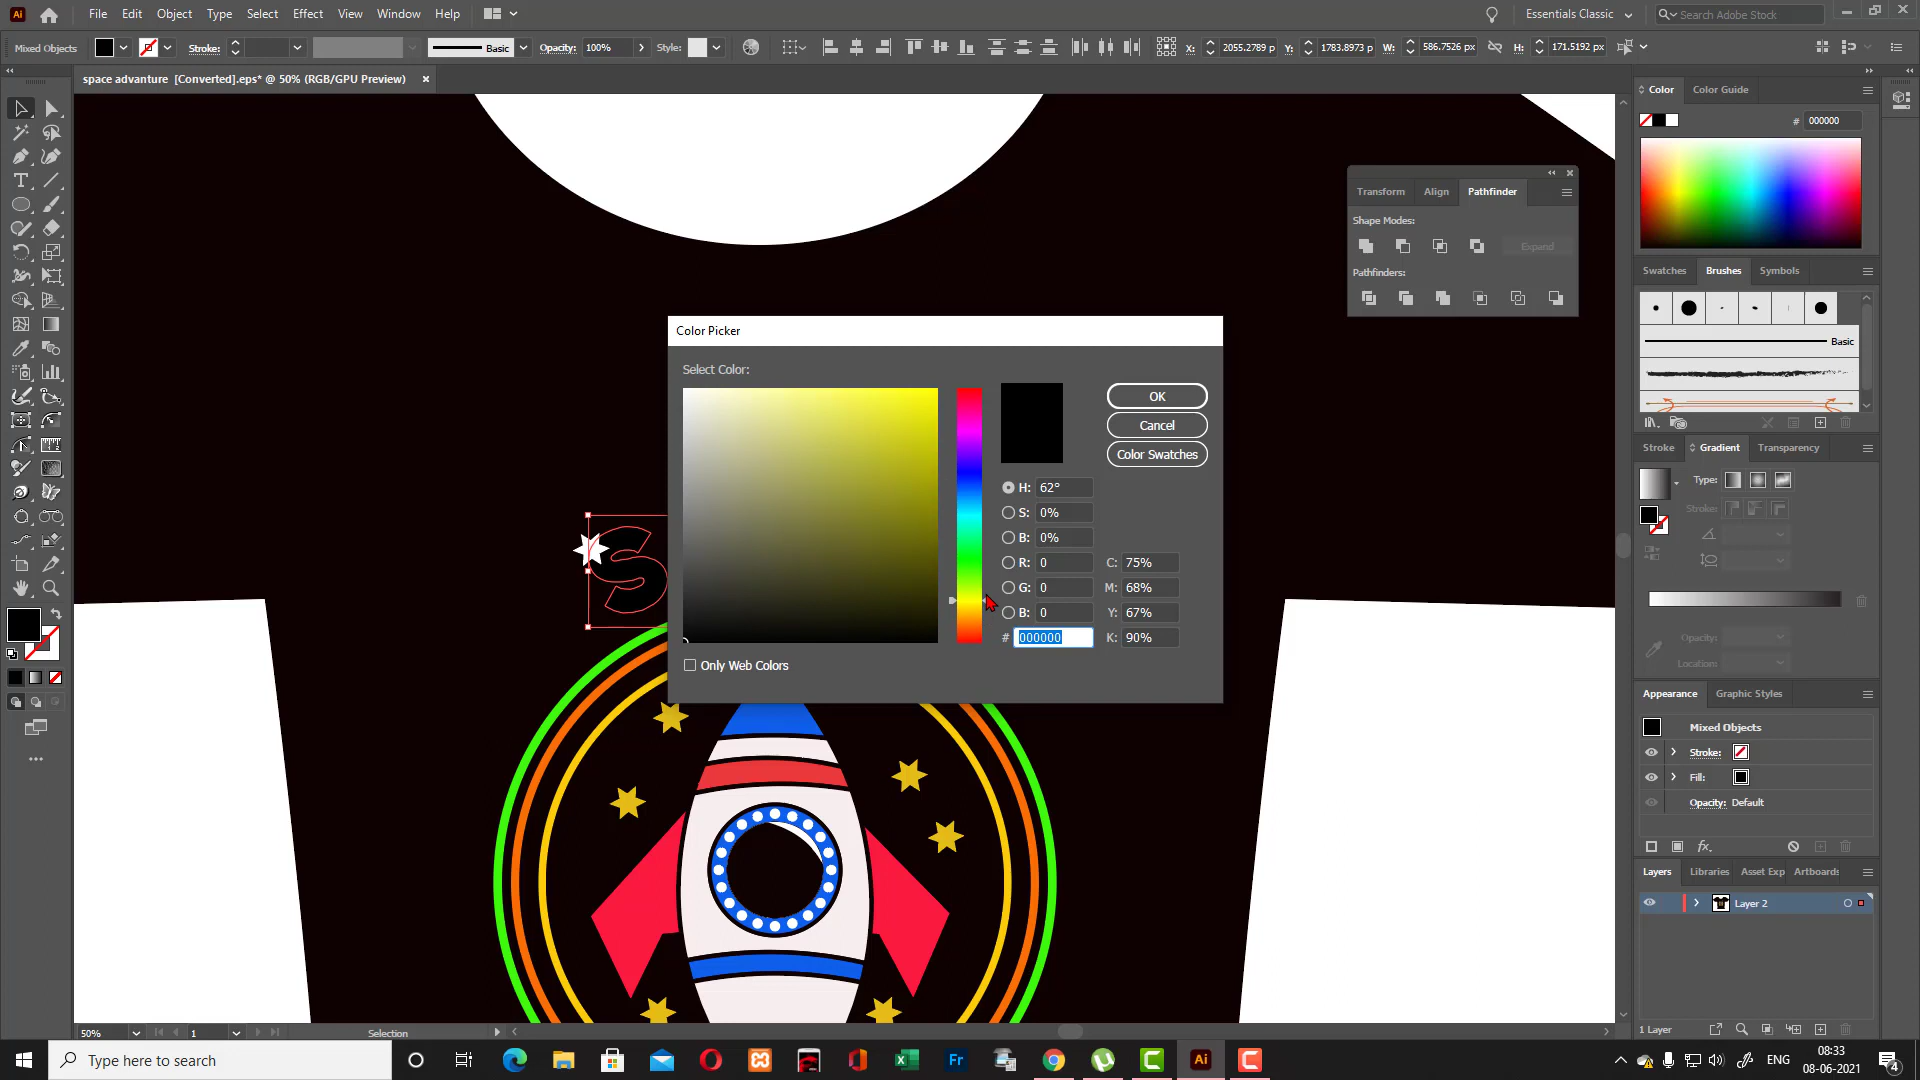 Ai File Edit Object Type Select Effect View Window Help Essentials Classic Search Adobe Stock
Mixed Objects Stroke: Basic Opacity: 100% Style: X: 2055.2789 p Y: 1783.8973 p W: 586.7526 px H: 171.5192 px
space advanture [Converted].eps* @ 50% (RGB/GPU Preview)
Color Color Guide
# 000000
Transform Align Pathfinder
Shape Modes:
Expand
Pathfinders:
Swatches Brushes Symbols
Basic
Color Picker
Select Color:
OK
Cancel
Color Swatches
H: 62°
S: 0%
B: 0%
R: 0 C: 75%
G: 0 M: 68%
B: 0 Y: 67%
# 000000 K: 90%
Only Web Colors
S
Stroke Gradient Transparency
Type:
Stroke:
Opacity:
Location:
Appearance Graphic Styles
Mixed Objects
Stroke:
Fill:
Opacity: Default
fx
Layers Libraries Asset Exp Artboards
Layer 2
1 Layer
50% 1 Selection
Type here to search Fr Ai ENG 08:33
08-06-2021 4